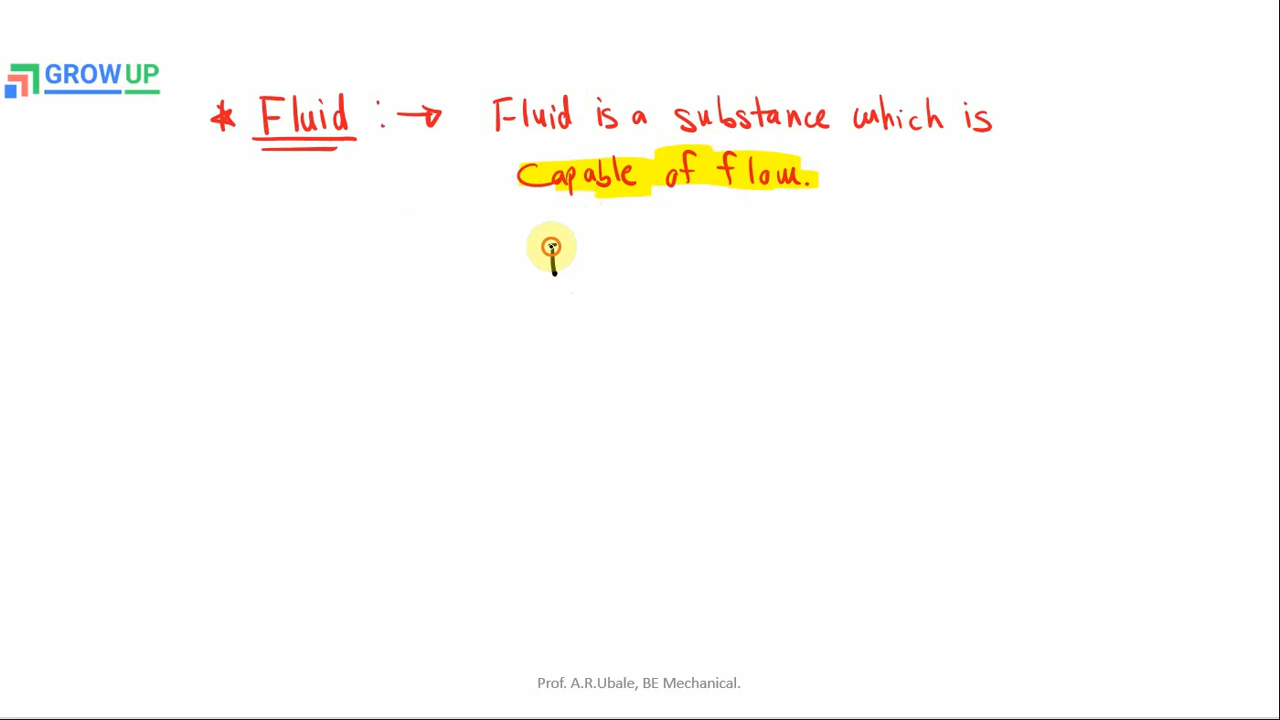 GROW UP
* Fluid :→ Fluid is a substance which is
capable of flow.
Prof. A.R.Ubale, BE Mechanical.